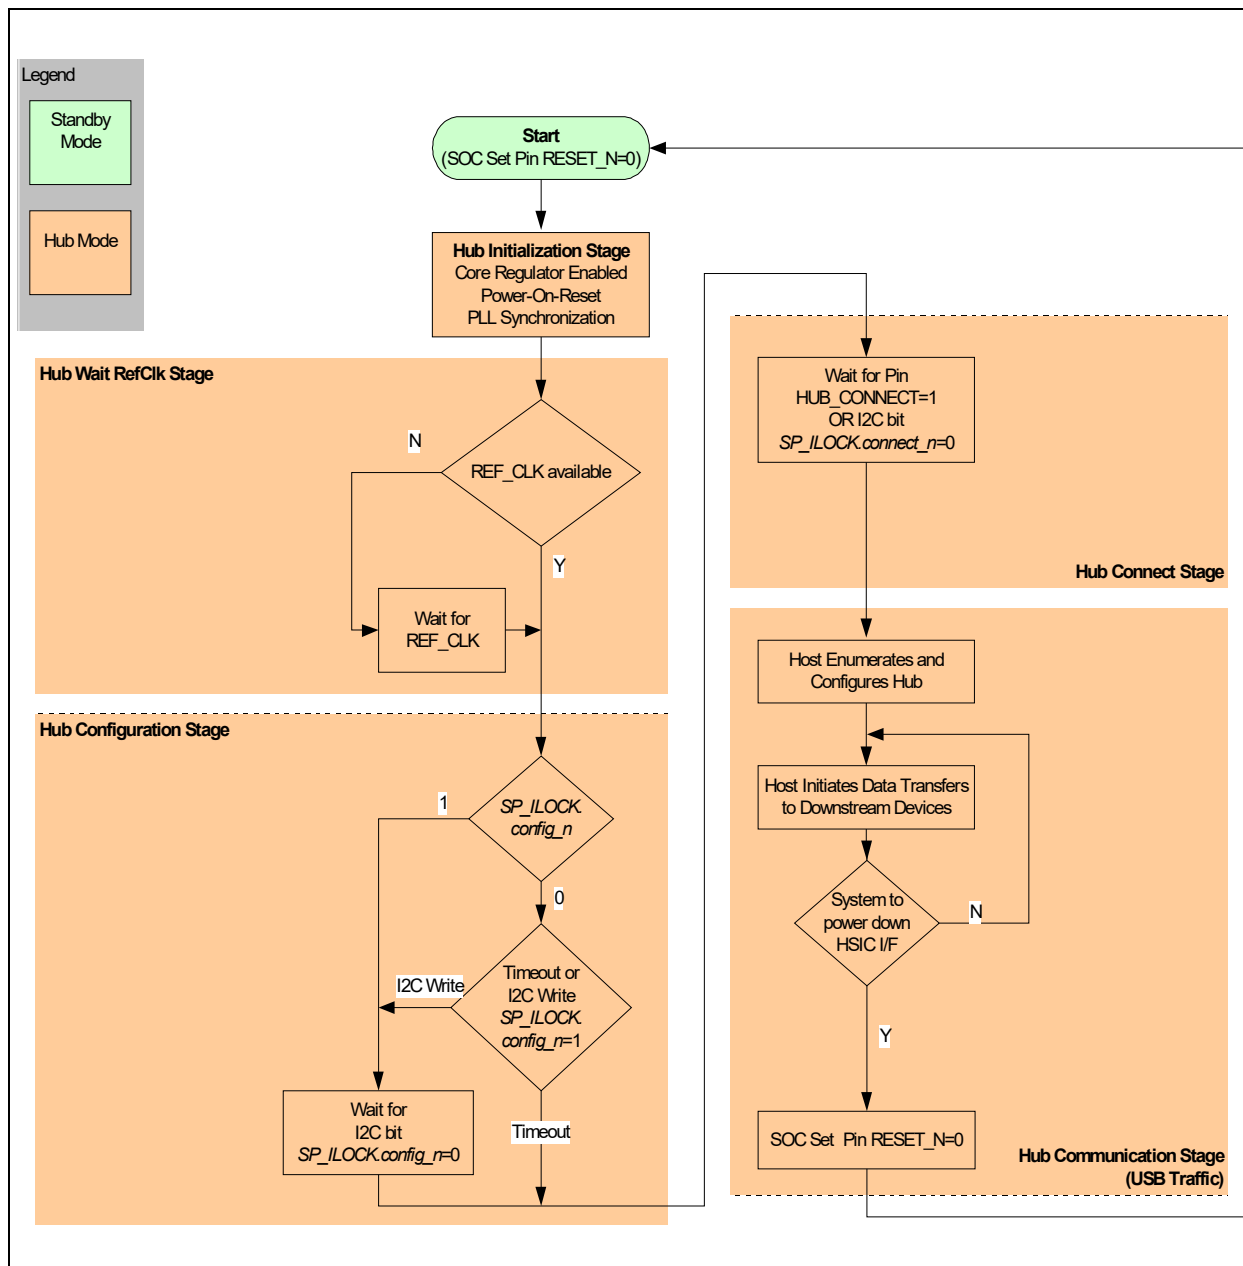 Legend
Standby
Mode
Hub Mode
Start
(SOC Set Pin RESET_N=0)
Hub Initialization Stage
Core Regulator Enabled
Power-On-Reset
PLL Synchronization
Hub Wait RefClk Stage
N
REF_CLK available
Y
Wait for
REF_CLK
Hub Configuration Stage
1
SP_ILOCK.
config_n
0
I2C Write
Timeout or
I2C Write
SP_ILOCK.
config_n=1
Wait for
I2C bit
SP_ILOCK.config_n=0
Timeout
Wait for Pin
HUB_CONNECT=1
OR I2C bit
SP_ILOCK.connect_n=0
Hub Connect Stage
Host Enumerates and
Configures Hub
Host Initiates Data Transfers
to Downstream Devices
System to
power down
HSIC I/F
N
Y
SOC Set Pin RESET_N=0
Hub Communication Stage
(USB Traffic)